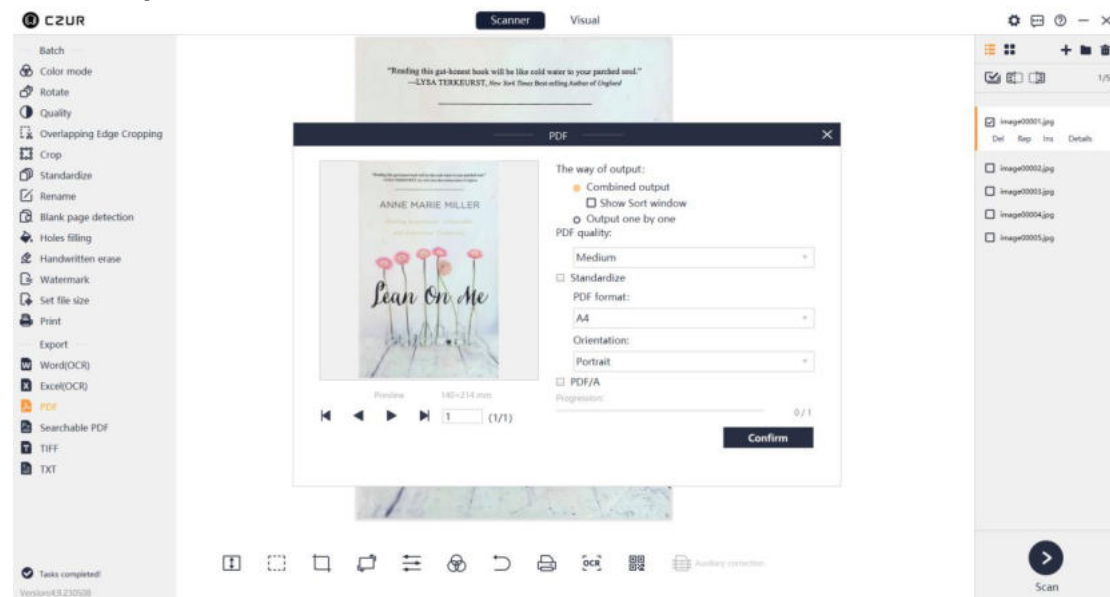 CZUR
Scanner
Visual
Batch
Color mode
Rotate
Quality
Overlapping Edge Cropping
Crop
Standardize
Rename
Blank page detection
Holes filling
Handwritten erase
Watermark
Set file size
Print
Export
Word(OCR)
Excel(OCR)
PDF
Searchable PDF
TIFF
TXT
Tasks completed!
Version:4.9.230508
"Reading this gut-honest book will be like cold water to your parched soul."
—LYSA TERKEURST, New York Times Best-selling Author of Unglued
PDF
ANNE MARIE MILLER
Lean On Me
Preview 140×214 mm
1 (1/1)
The way of output:
Combined output
Show Sort window
Output one by one
PDF quality:
Medium
Standardize
PDF format:
A4
Orientation:
Portrait
PDF/A
Progression:
0/1
Confirm
OCR
Auxiliary correction
1/5
image00001.jpg
Del Rep Ins Details
image00002.jpg
image00003.jpg
image00004.jpg
image00005.jpg
Scan